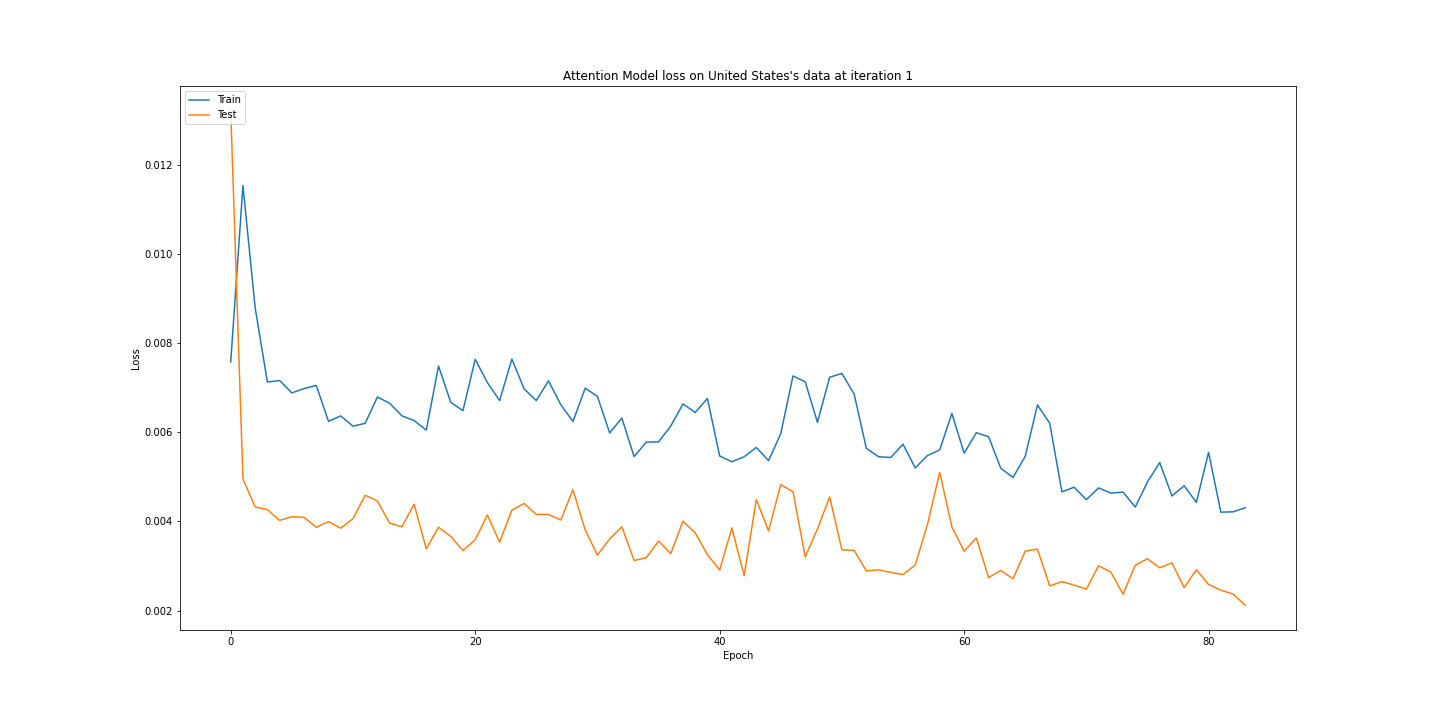 Attention Model loss on United States's data at iteration 1
Train
Test
0.012
0.010
0.008
0.006
0.004
0.002
Loss
0 20 40 60 80
Epoch